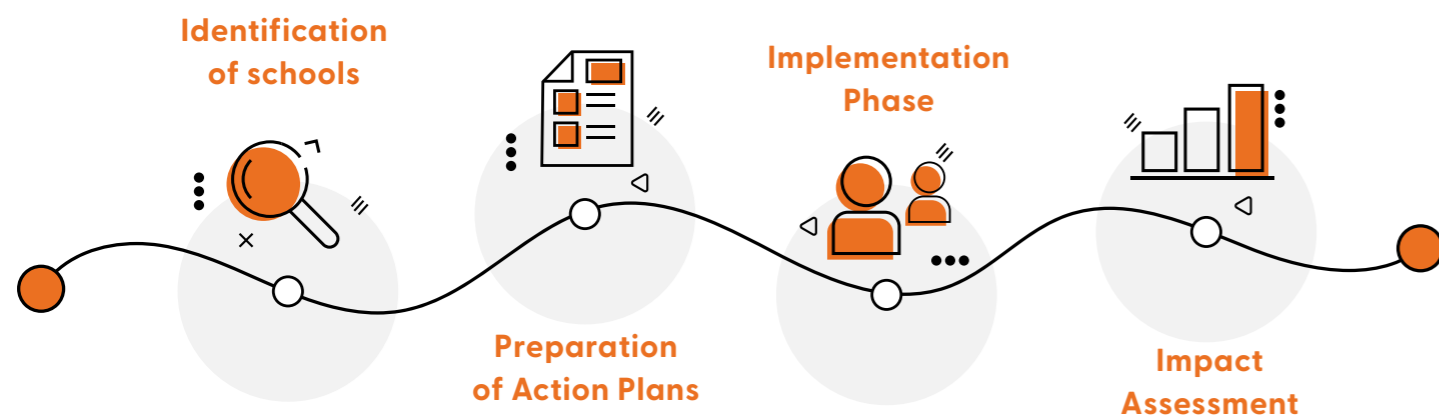 Identification
of schools
Preparation
of Action Plans
Implementation
Phase
Impact
Assessment